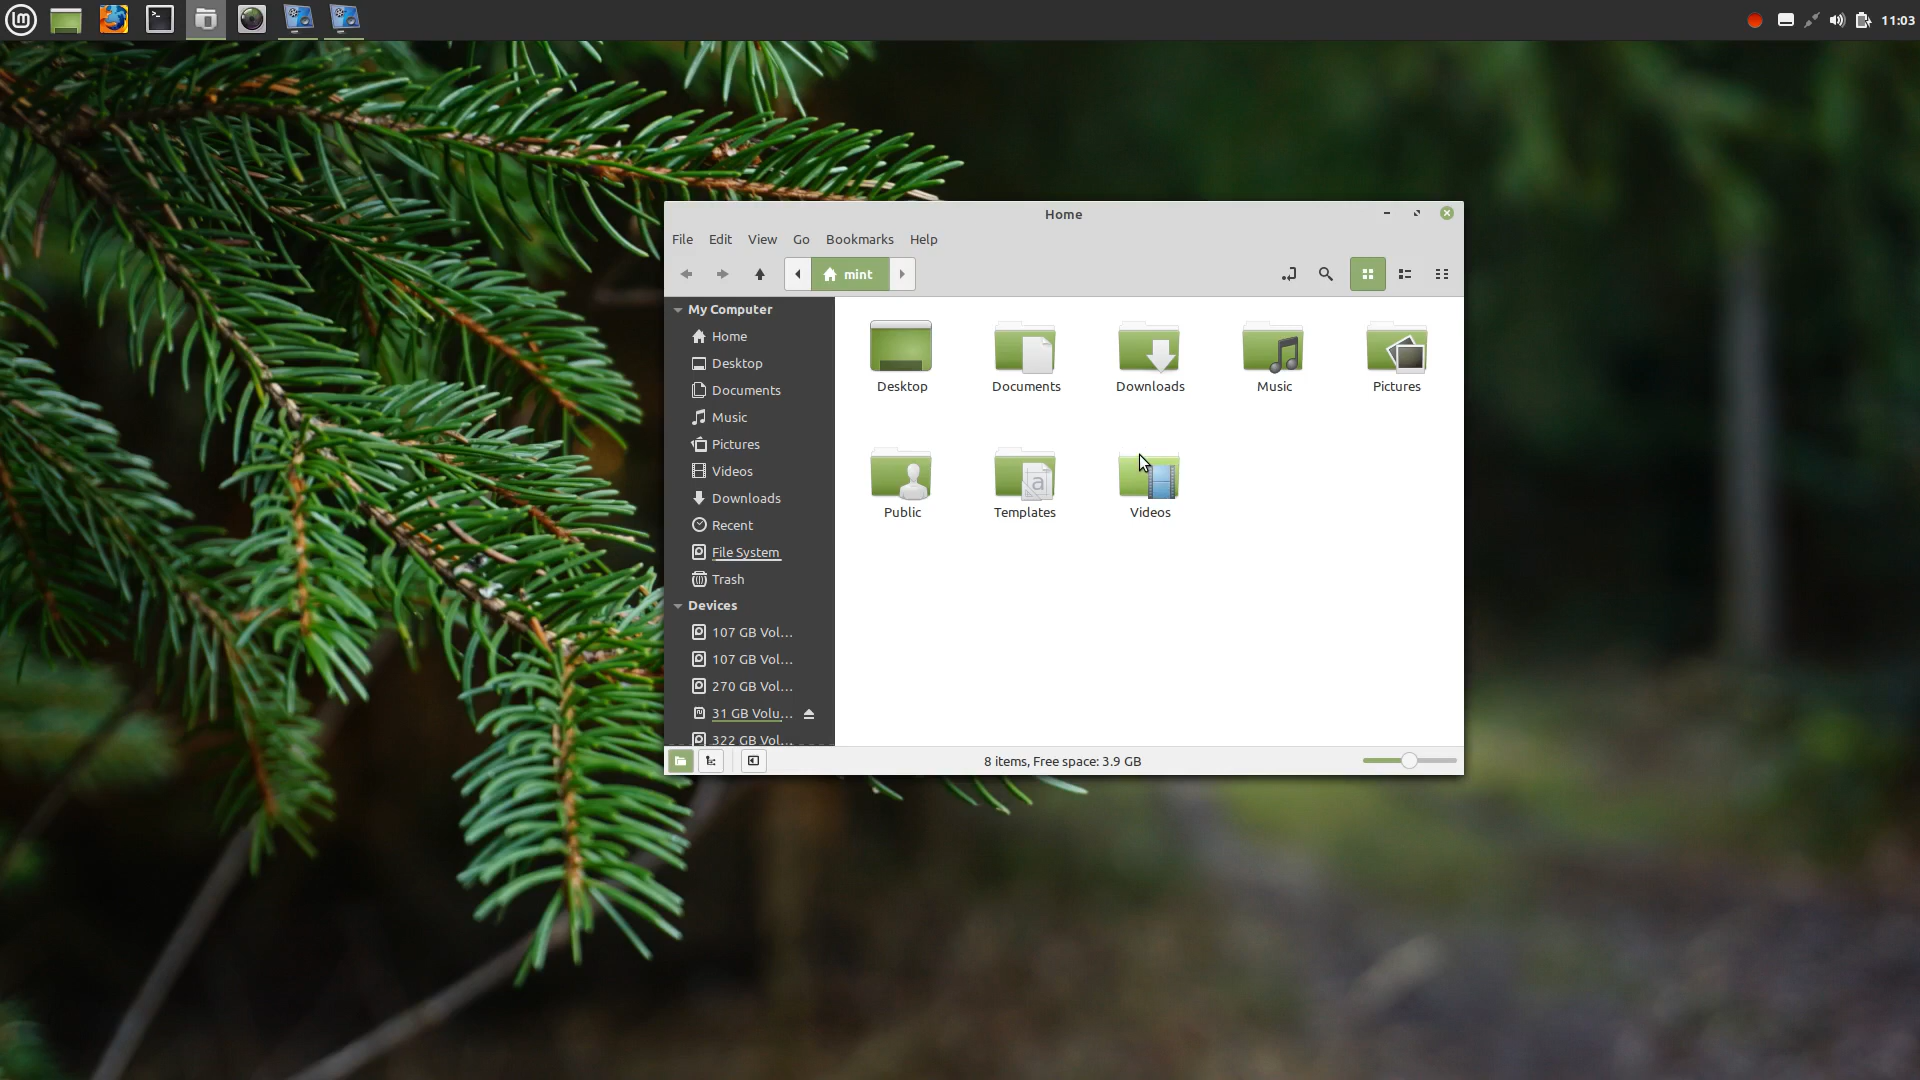 11:03
Home
File Edit View Go Bookmarks Help
mint
My Computer
Home
Desktop
Documents
Music
Pictures
Videos
Downloads
Recent
File System
Trash
Devices
107 GB Vol...
107 GB Vol...
270 GB Vol...
31 GB Volu...
322 GB Vol...
Desktop Documents Downloads Music Pictures
Public Templates Videos
8 items, Free space: 3.9 GB